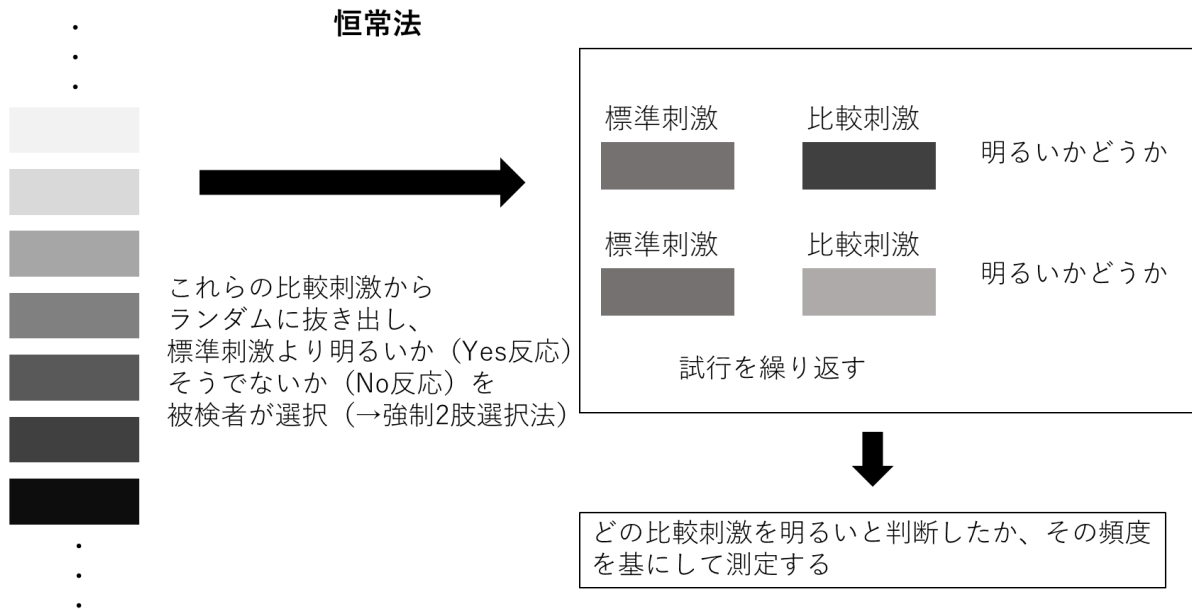 恒常法
これらの比較刺激から
ランダムに抜き出し、
標準刺激より明るいか（Yes反応）
そうでないか（No反応）を
被検者が選択（→強制2肢選択法）
標準刺激 比較刺激
明るいかどうか
標準刺激 比較刺激
明るいかどうか
試行を繰り返す
どの比較刺激を明るいと判断したか、その頻度
を基にして測定する